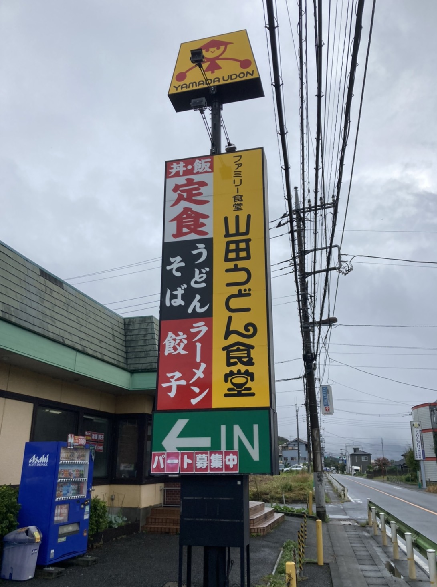 YAMADA UDON
ファミリー食堂
山田うどん食堂
丼・飯
定食
うどん
そば
ラーメン
餃子
IN
パート募集中
Asahi